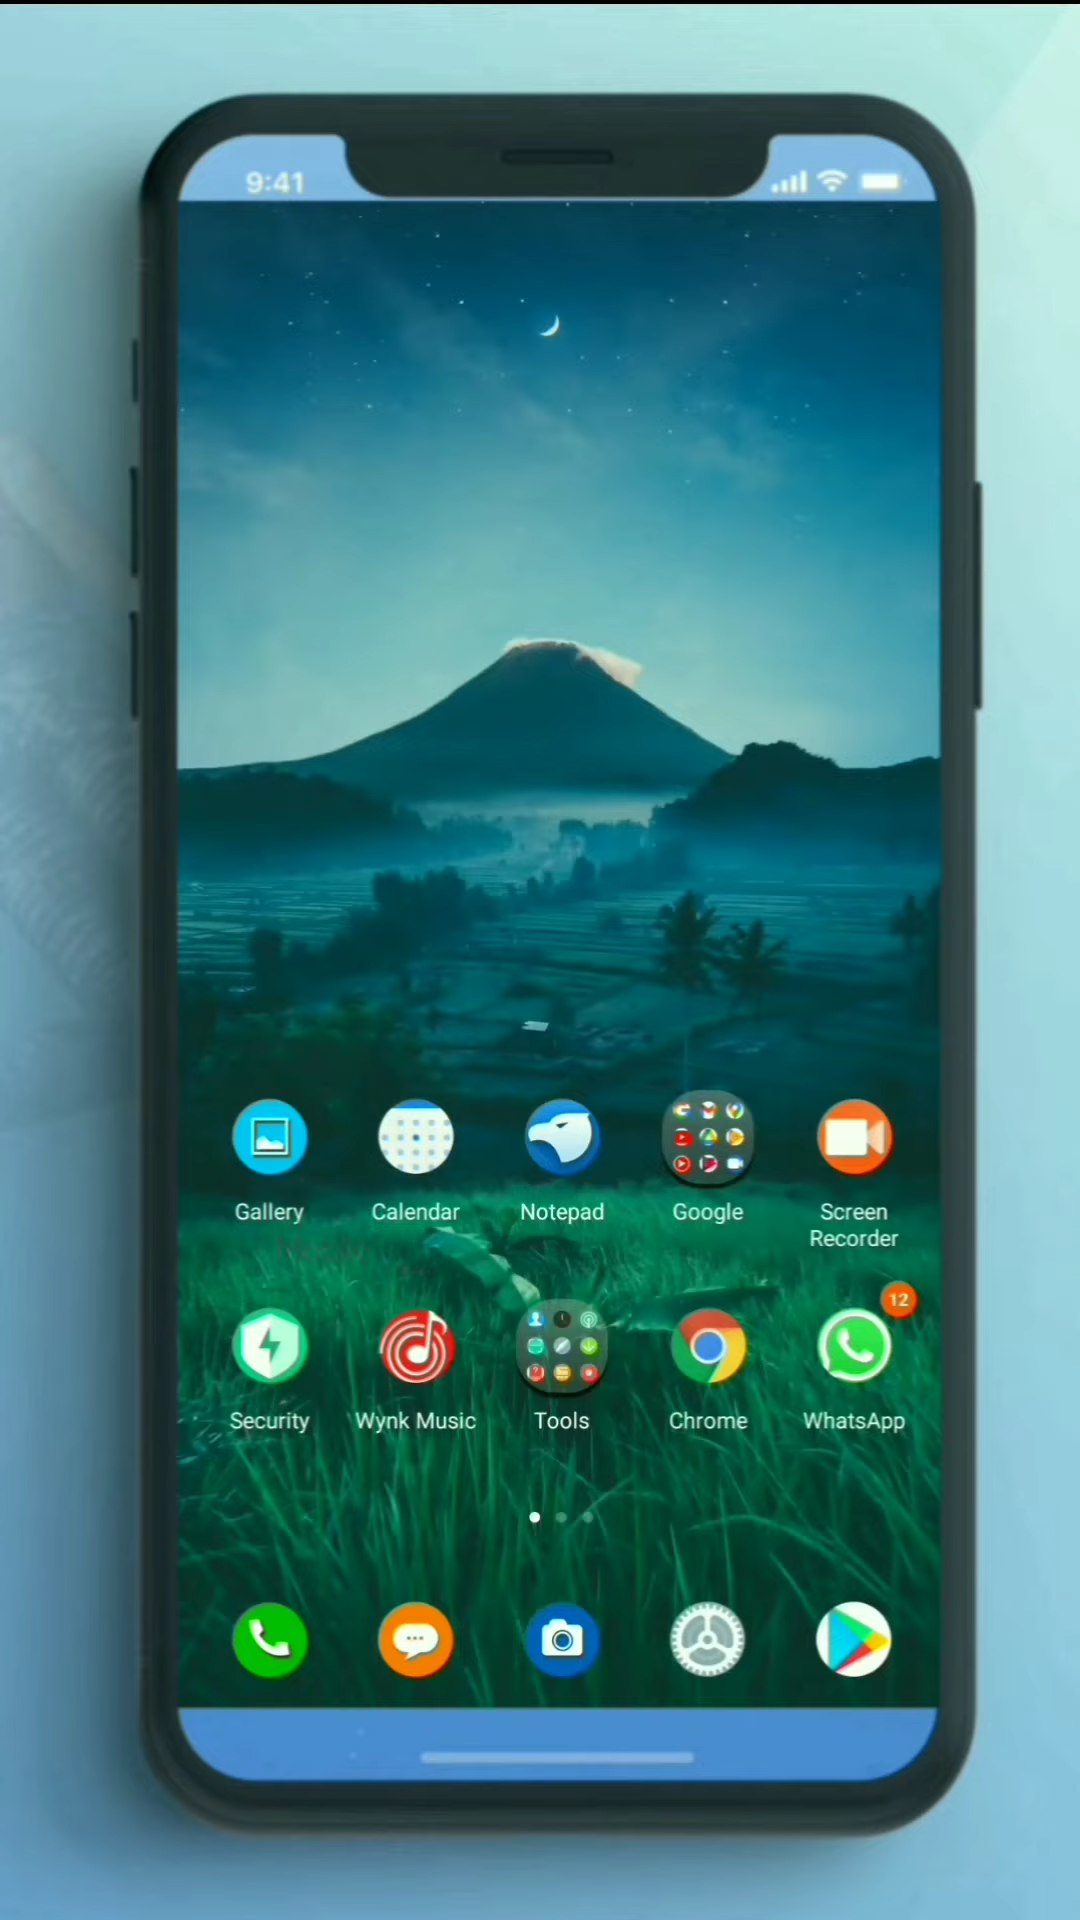 9:41
Gallery
Calendar
Notepad
Google
Screen
Recorder
12
Security
Wynk Music
Tools
Chrome
WhatsApp